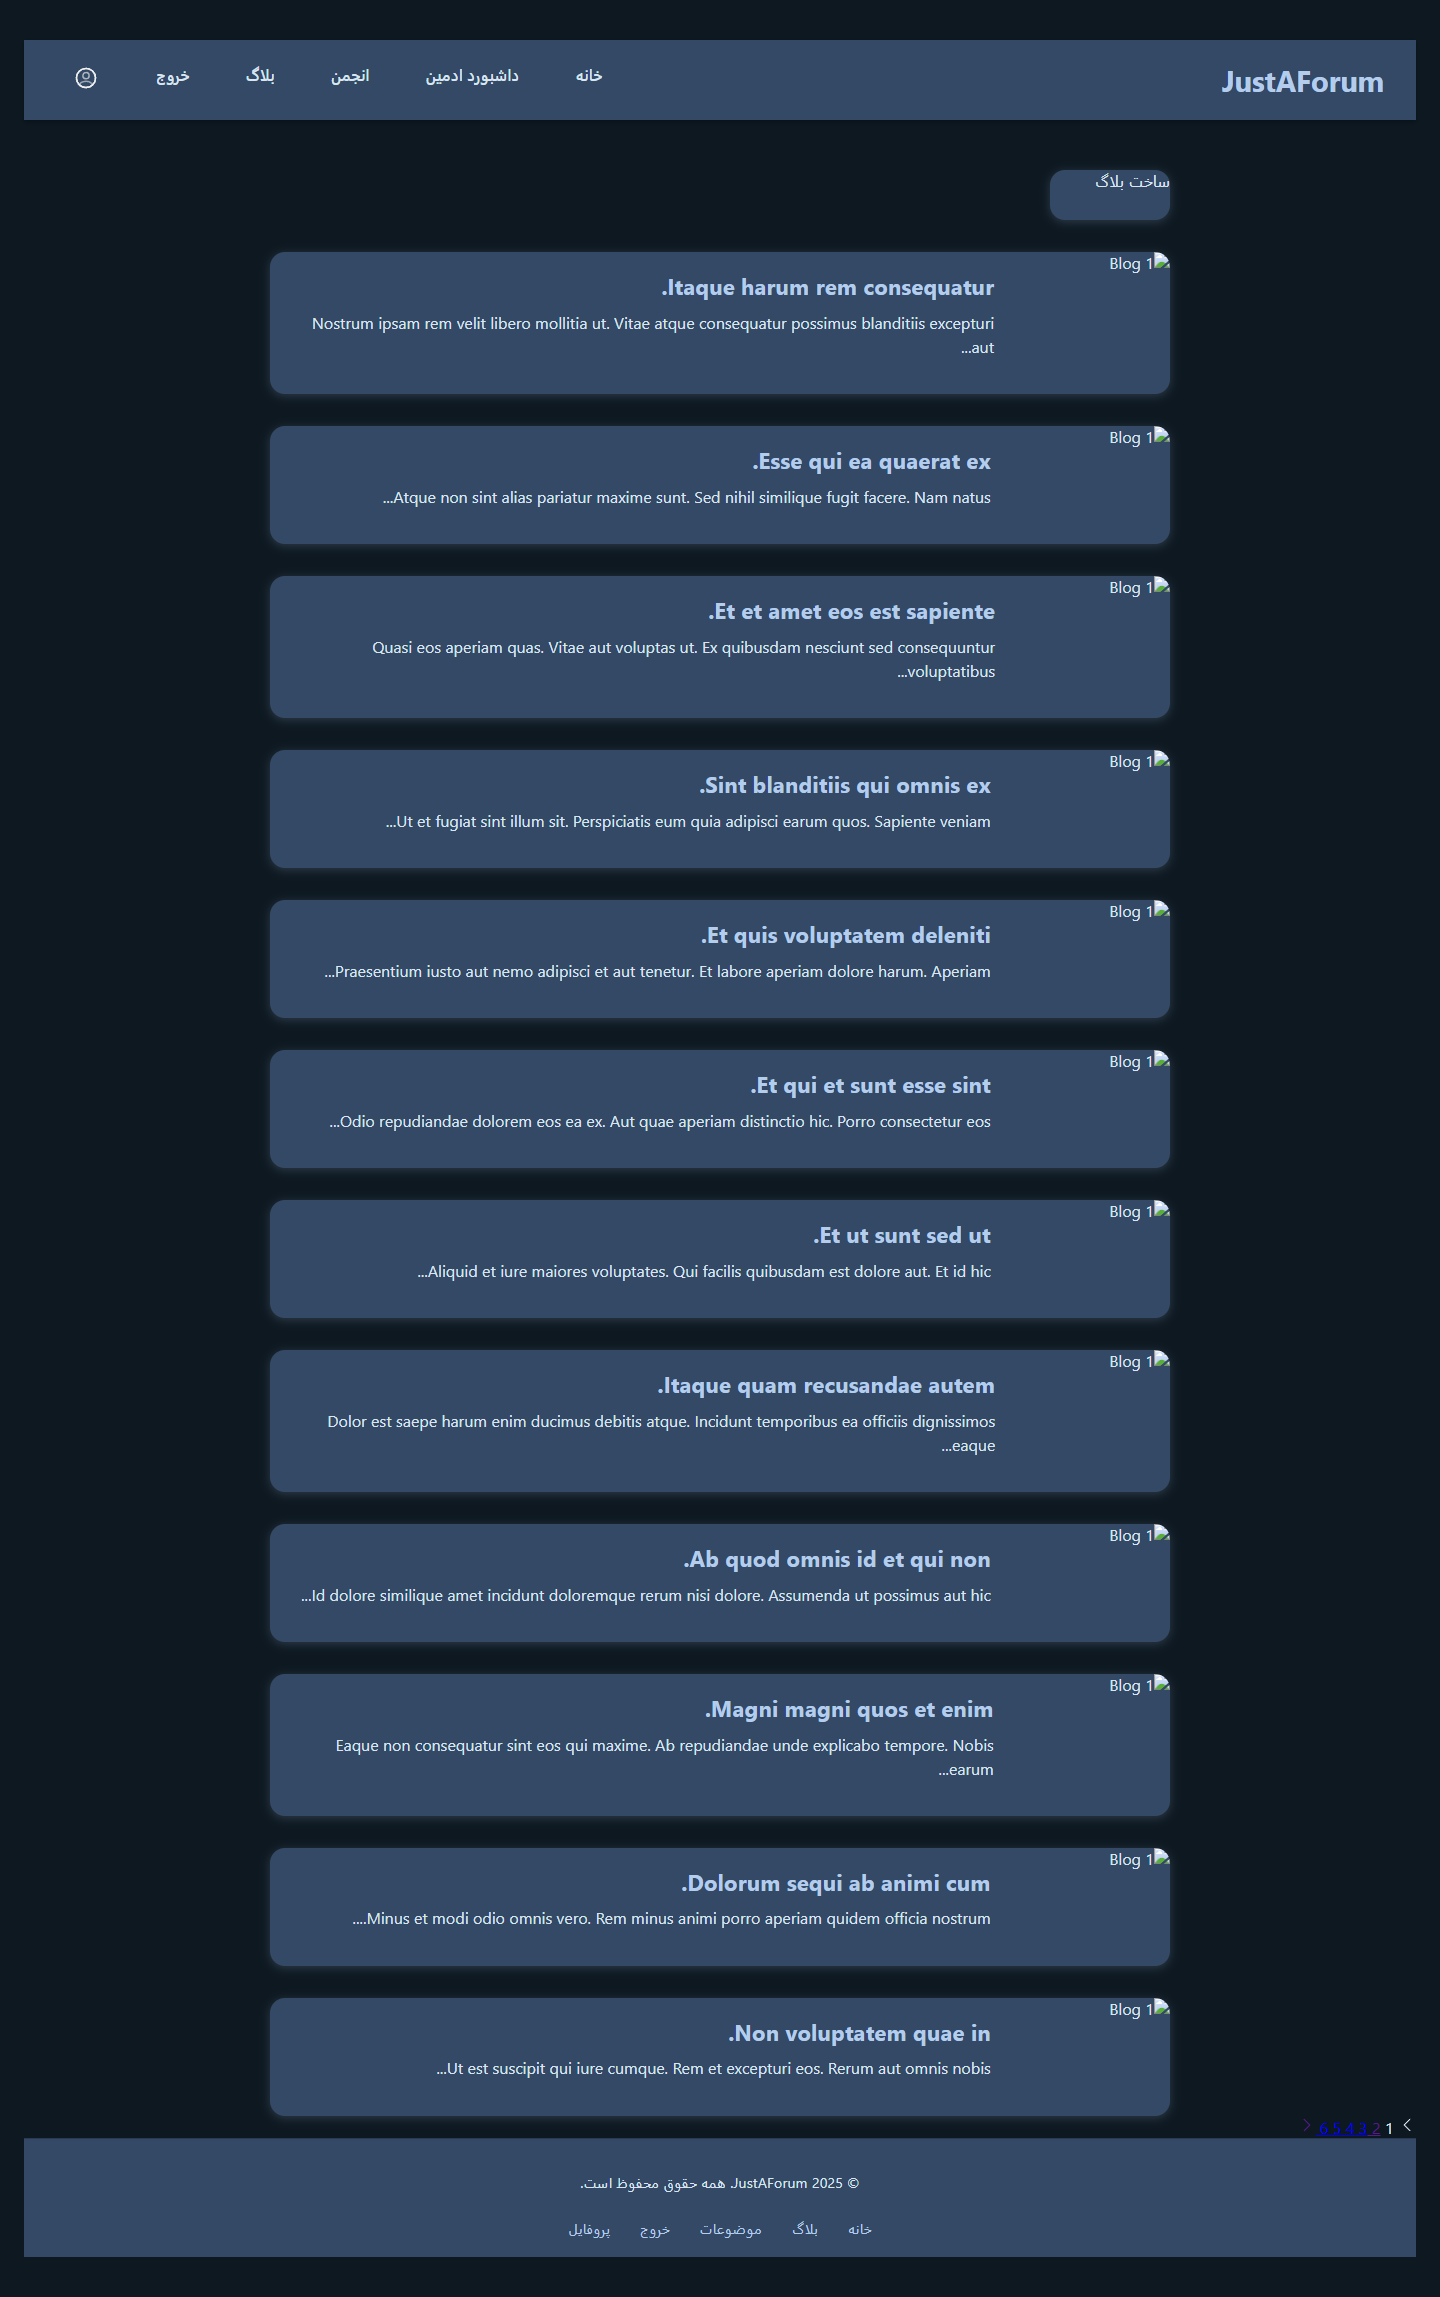 JustAForum
خانه
داشبورد ادمین
انجمن
بلاگ
خروج
ساخت بلاگ
Blog 1
Itaque harum rem consequatur.
Nostrum ipsam rem velit libero mollitia ut. Vitae atque consequatur possimus blanditiis excepturi
aut...
Blog 1
Esse qui ea quaerat ex.
Atque non sint alias pariatur maxime sunt. Sed nihil similique fugit facere. Nam natus...
Blog 1
Et et amet eos est sapiente.
Quasi eos aperiam quas. Vitae aut voluptas ut. Ex quibusdam nesciunt sed consequuntur
voluptatibus...
Blog 1
Sint blanditiis qui omnis ex.
Ut et fugiat sint illum sit. Perspiciatis eum quia adipisci earum quos. Sapiente veniam...
Blog 1
Et quis voluptatem deleniti.
Praesentium iusto aut nemo adipisci et aut tenetur. Et labore aperiam dolore harum. Aperiam...
Blog 1
Et qui et sunt esse sint.
Odio repudiandae dolorem eos ea ex. Aut quae aperiam distinctio hic. Porro consectetur eos...
Blog 1
Et ut sunt sed ut.
Aliquid et iure maiores voluptates. Qui facilis quibusdam est dolore aut. Et id hic...
Blog 1
Itaque quam recusandae autem.
Dolor est saepe harum enim ducimus debitis atque. Incidunt temporibus ea officiis dignissimos
eaque...
Blog 1
Ab quod omnis id et qui non.
Id dolore similique amet incidunt doloremque rerum nisi dolore. Assumenda ut possimus aut hic...
Blog 1
Magni magni quos et enim.
Eaque non consequatur sint eos qui maxime. Ab repudiandae unde explicabo tempore. Nobis
earum...
Blog 1
Dolorum sequi ab animi cum.
Minus et modi odio omnis vero. Rem minus animi porro aperiam quidem officia nostrum....
Blog 1
Non voluptatem quae in.
Ut est suscipit qui iure cumque. Rem et excepturi eos. Rerum aut omnis nobis...
1 2 3 4 5 6
© 2025 JustAForum. همه حقوق محفوظ است.
خانه
بلاگ
موضوعات
خروج
پروفایل